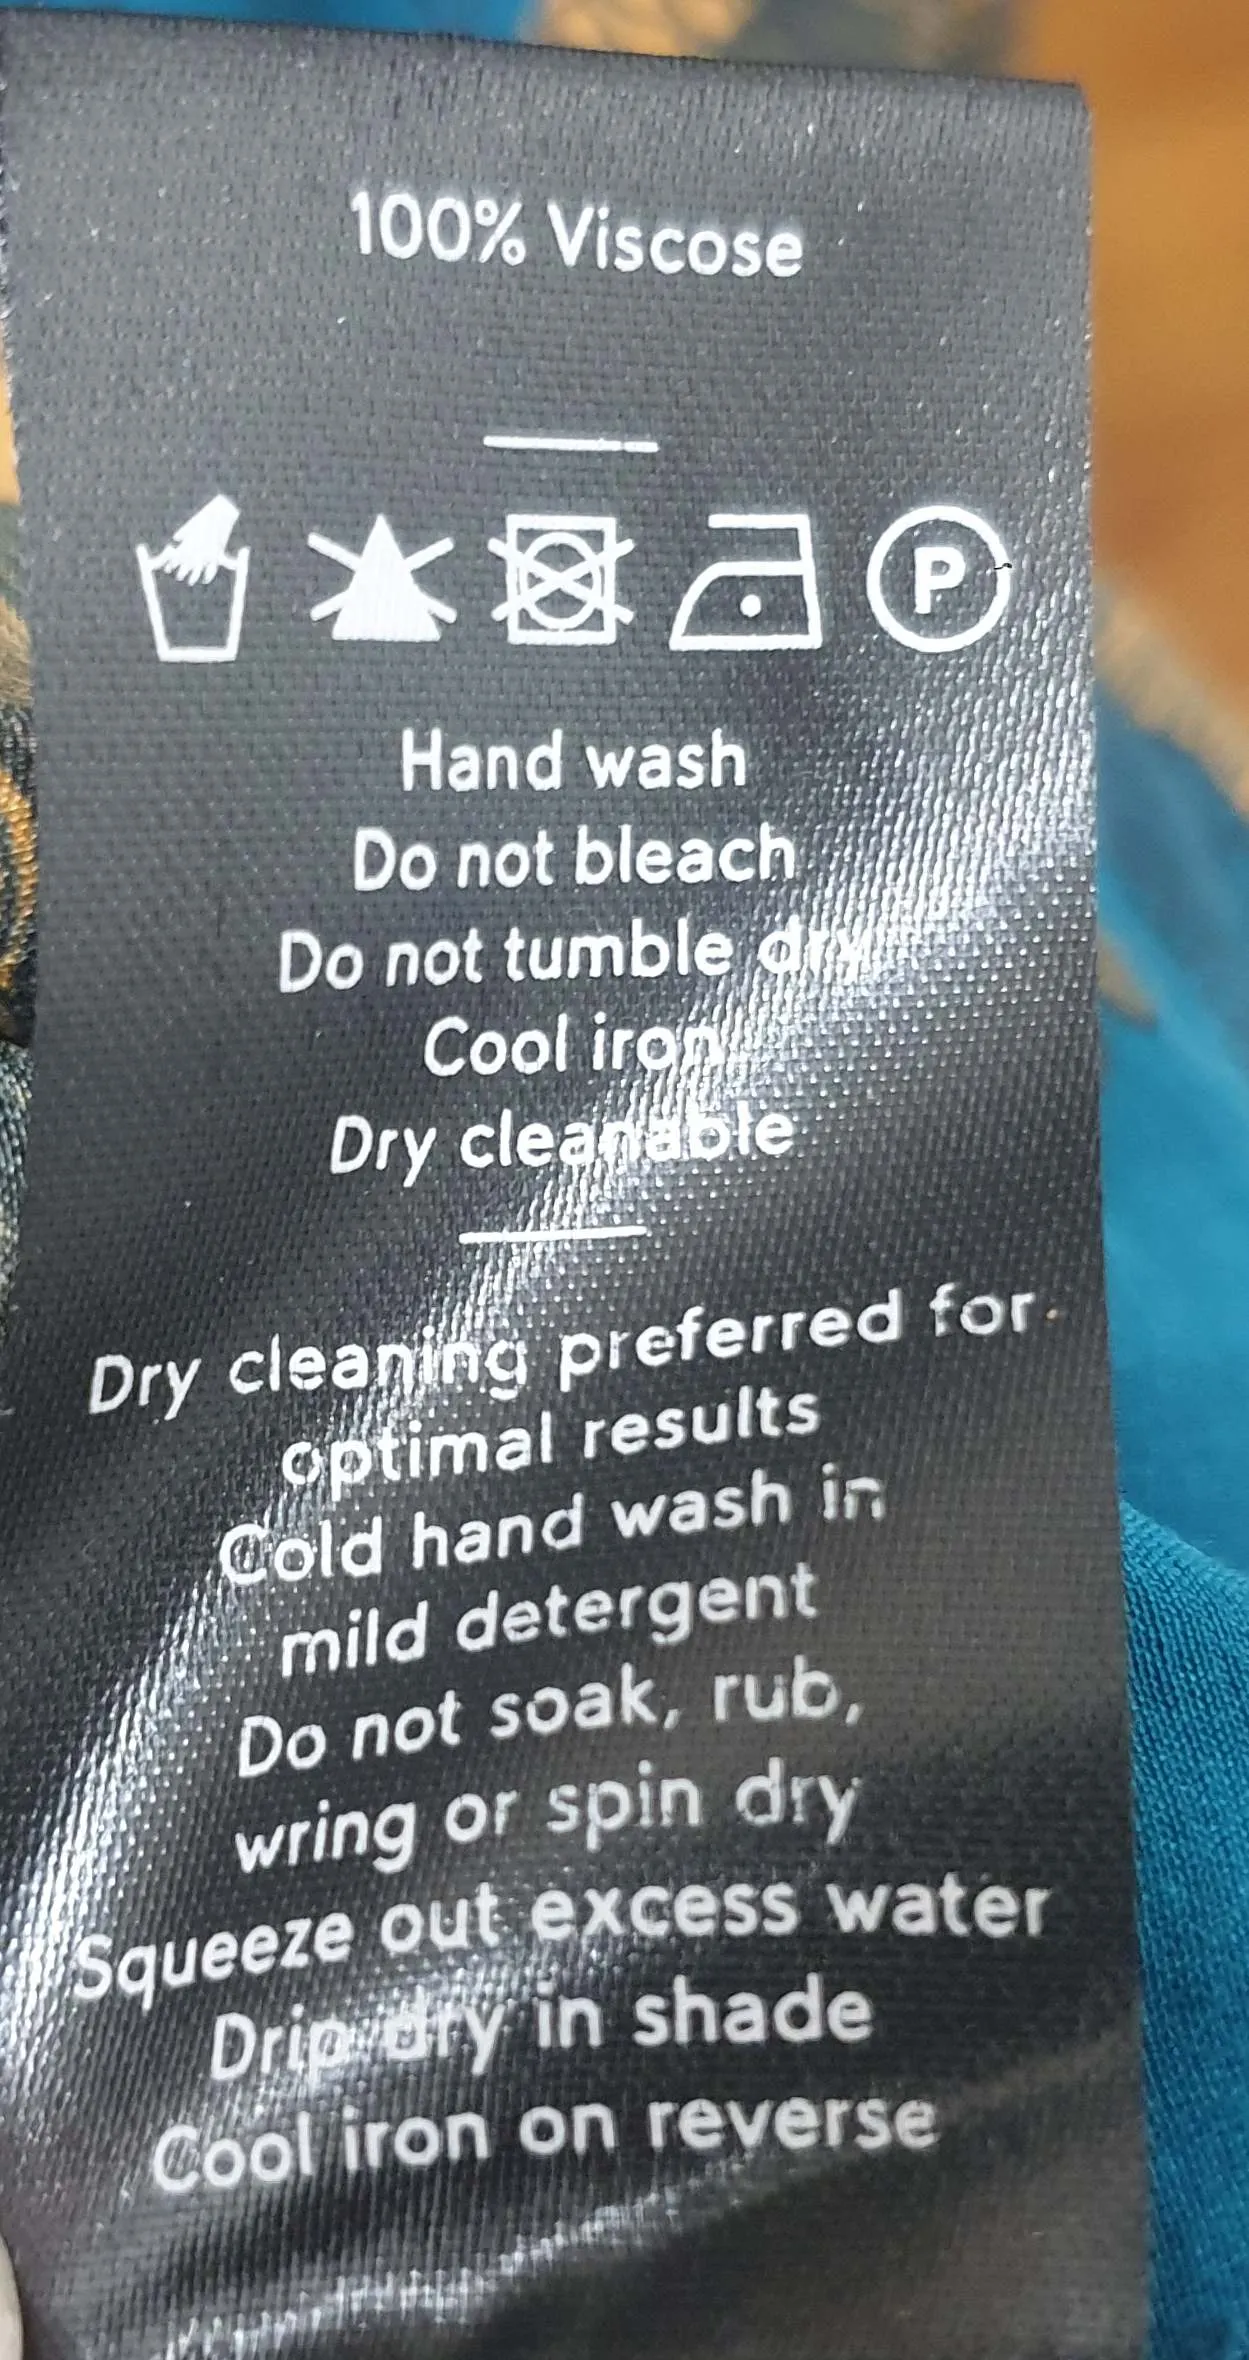 100% Viscose
P
Hand wash
Do not bleach
Do not tumble dry
Cool iron
Dry cleanable
Dry cleaning preferred for
optimal results
Cold hand wash in
mild detergent
Do not soak, rub,
wring or spin dry
Squeeze out excess water
Drip dry in shade
Cool iron on reverse